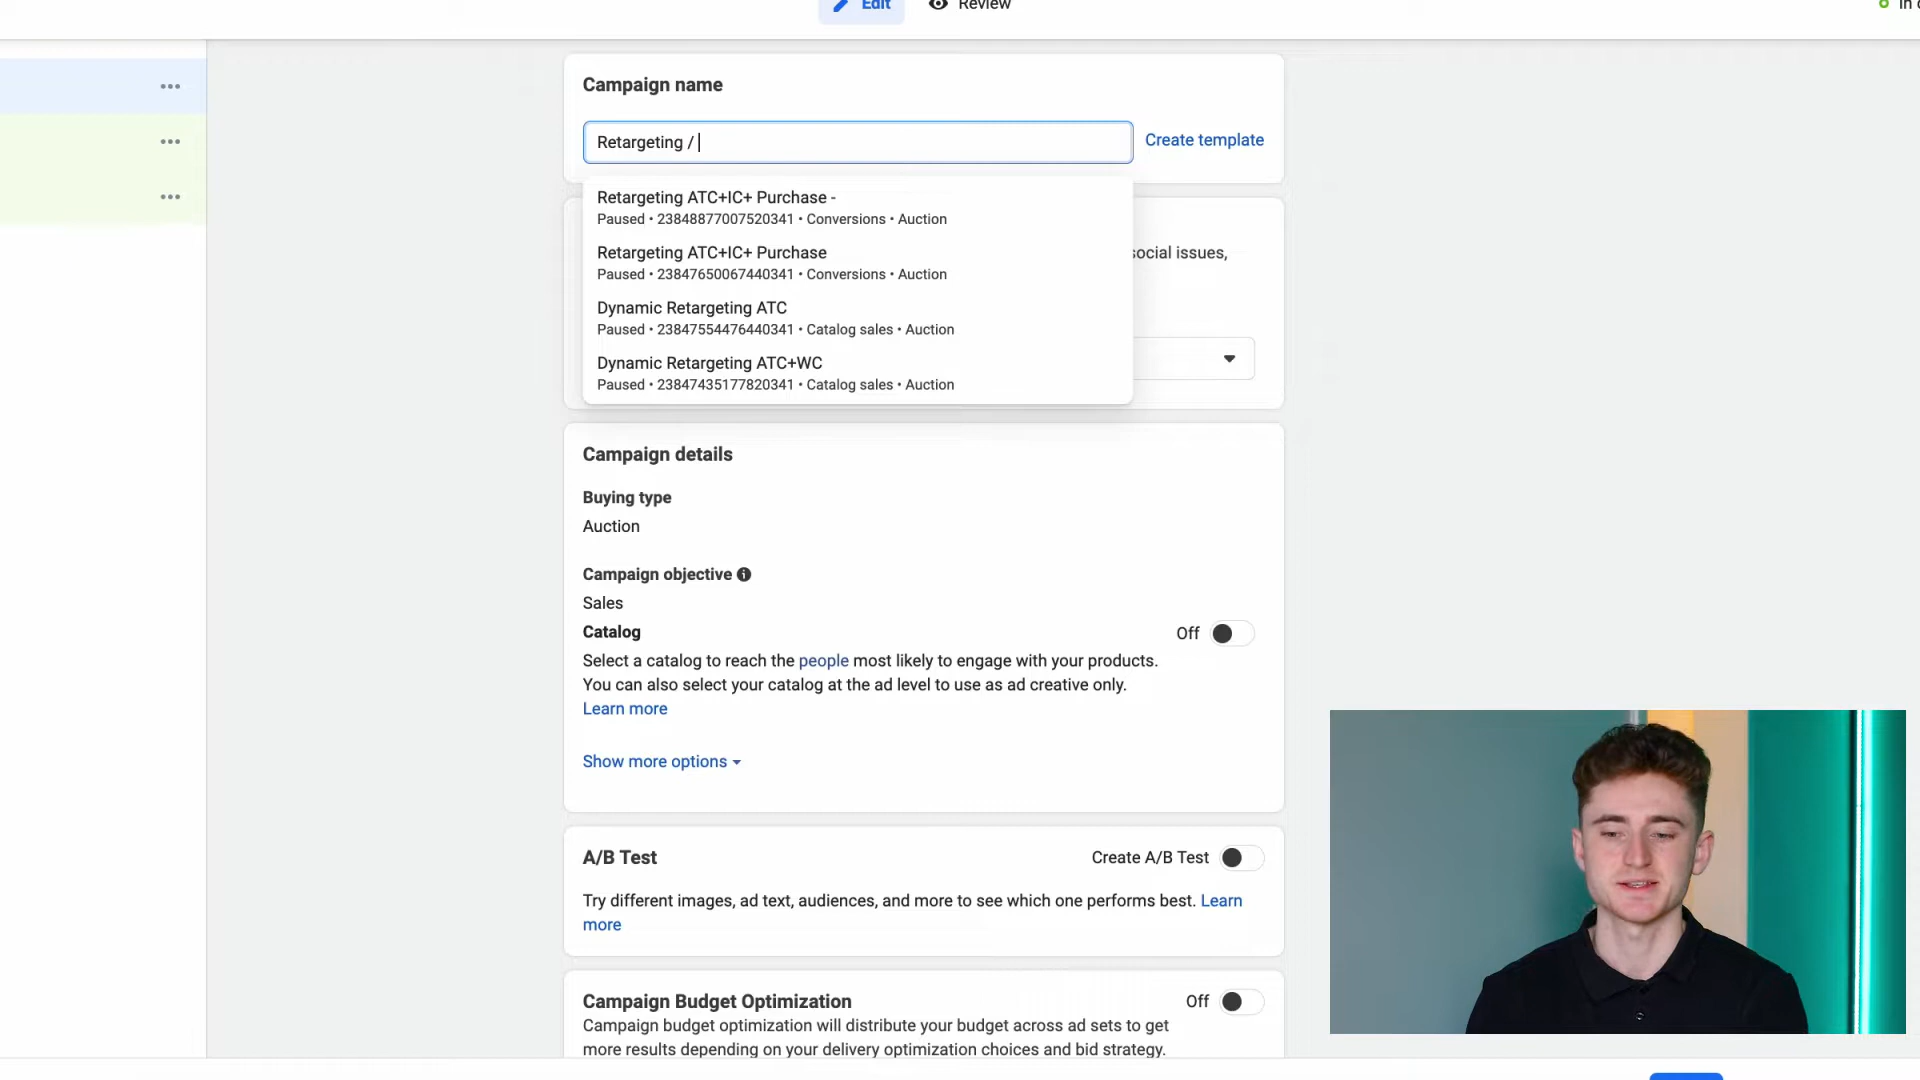 Edit
Review
In
Campaign name
Retargeting /
Create template
Retargeting ATC+IC+ Purchase -
Paused • 23848877007520341 • Conversions • Auction
Retargeting ATC+IC+ Purchase
Paused • 23847650067440341 • Conversions • Auction
social issues,
Dynamic Retargeting ATC
Paused • 23847554476440341 • Catalog sales • Auction
Dynamic Retargeting ATC+WC
Paused • 23847435177820341 • Catalog sales • Auction
Campaign details
Buying type
Auction
Campaign objective
Sales
Catalog
Off
Select a catalog to reach the people most likely to engage with your products.
You can also select your catalog at the ad level to use as ad creative only.
Learn more
Show more options
A/B Test
Create A/B Test
Try different images, ad text, audiences, and more to see which one performs best. Learn
more
Campaign Budget Optimization
Off
Campaign budget optimization will distribute your budget across ad sets to get
more results depending on your delivery optimization choices and bid strategy.